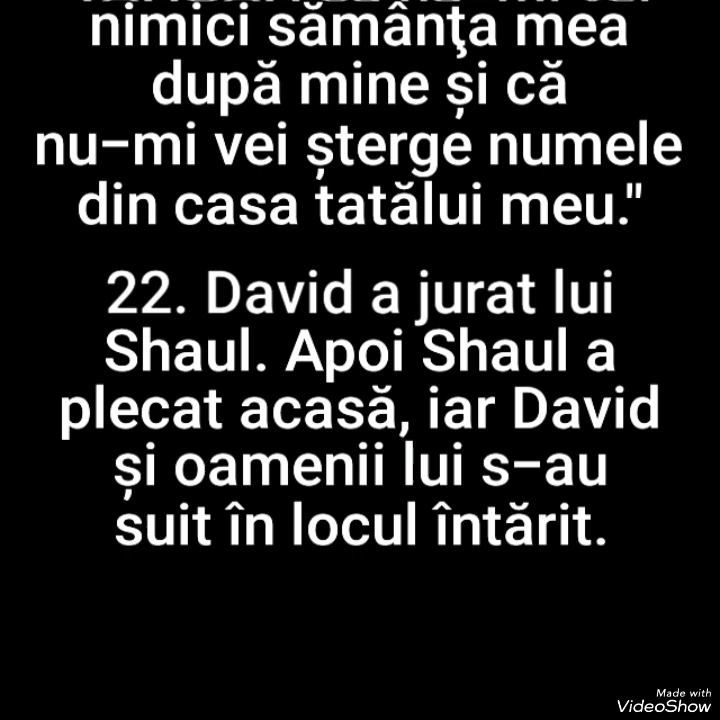 nimici sămânţa mea
după mine și că
nu–mi vei șterge numele
din casa tatălui meu."
22. David a jurat lui
Shaul. Apoi Shaul a
plecat acasă, iar David
și oamenii lui s–au
suit în locul întărit.
Made with
VideoShow